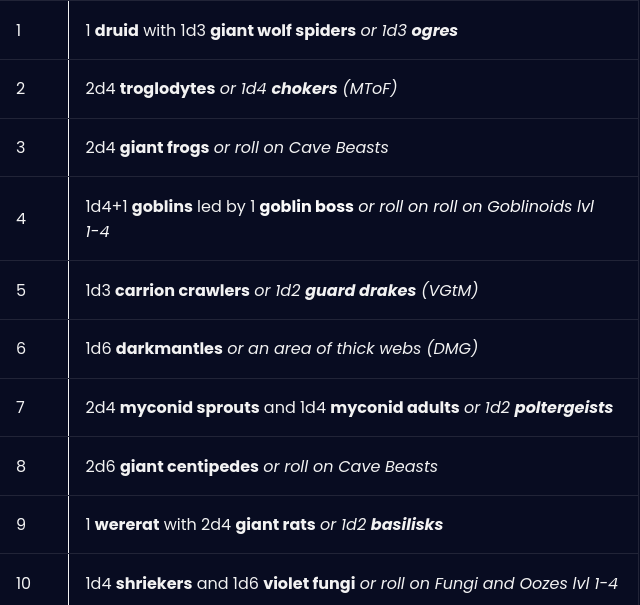 1 1 druid with 1d3 giant wolf spiders or 1d3 ogres
2 2d4 troglodytes or 1d4 chokers (MToF)
3 2d4 giant frogs or roll on Cave Beasts
4 1d4+1 goblins led by 1 goblin boss or roll on roll on Goblinoids lvl
1-4
5 1d3 carrion crawlers or 1d2 guard drakes (VGtM)
6 1d6 darkmantles or an area of thick webs (DMG)
7 2d4 myconid sprouts and 1d4 myconid adults or 1d2 poltergeists
8 2d6 giant centipedes or roll on Cave Beasts
9 1 wererat with 2d4 giant rats or 1d2 basilisks
10 1d4 shriekers and 1d6 violet fungi or roll on Fungi and Oozes lvl 1-4